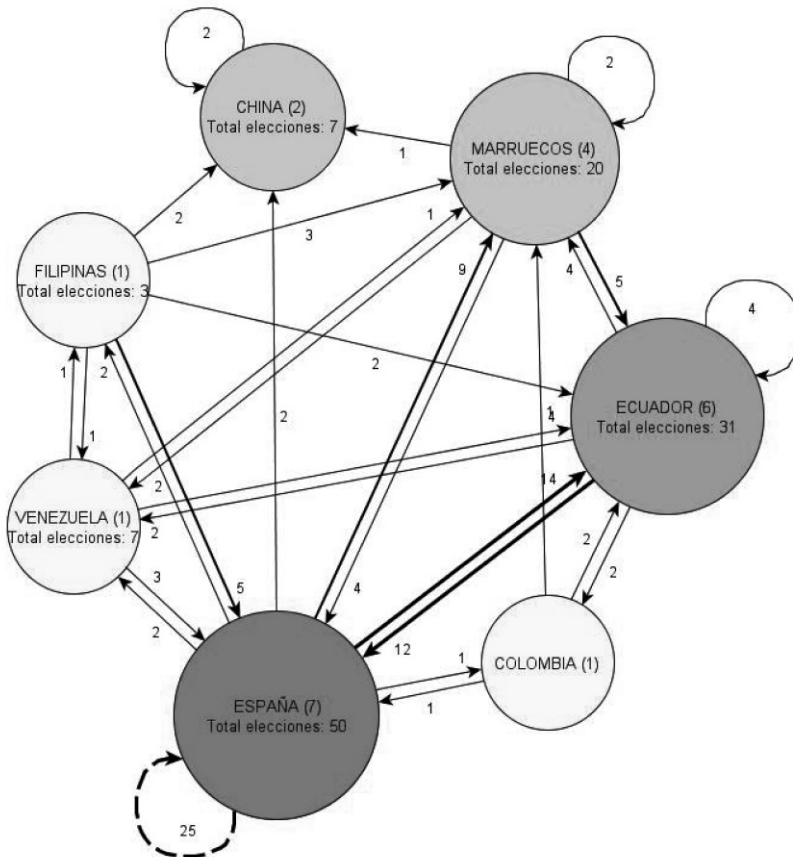 2
CHINA (2)
Total elecciones: 7
2
MARRUECOS (4)
Total elecciones: 20
1
2
3
1
FILIPINAS (1)
Total elecciones: 3
9
4
5
4
2
1
2
1
4
ECUADOR (6)
Total elecciones: 31
2
1
2
14
VENEZUELA (1)
Total elecciones: 7
2
2
2
3
5
4
2
2
12
1
COLOMBIA (1)
ESPAÑA (7)
Total elecciones: 50
1
25